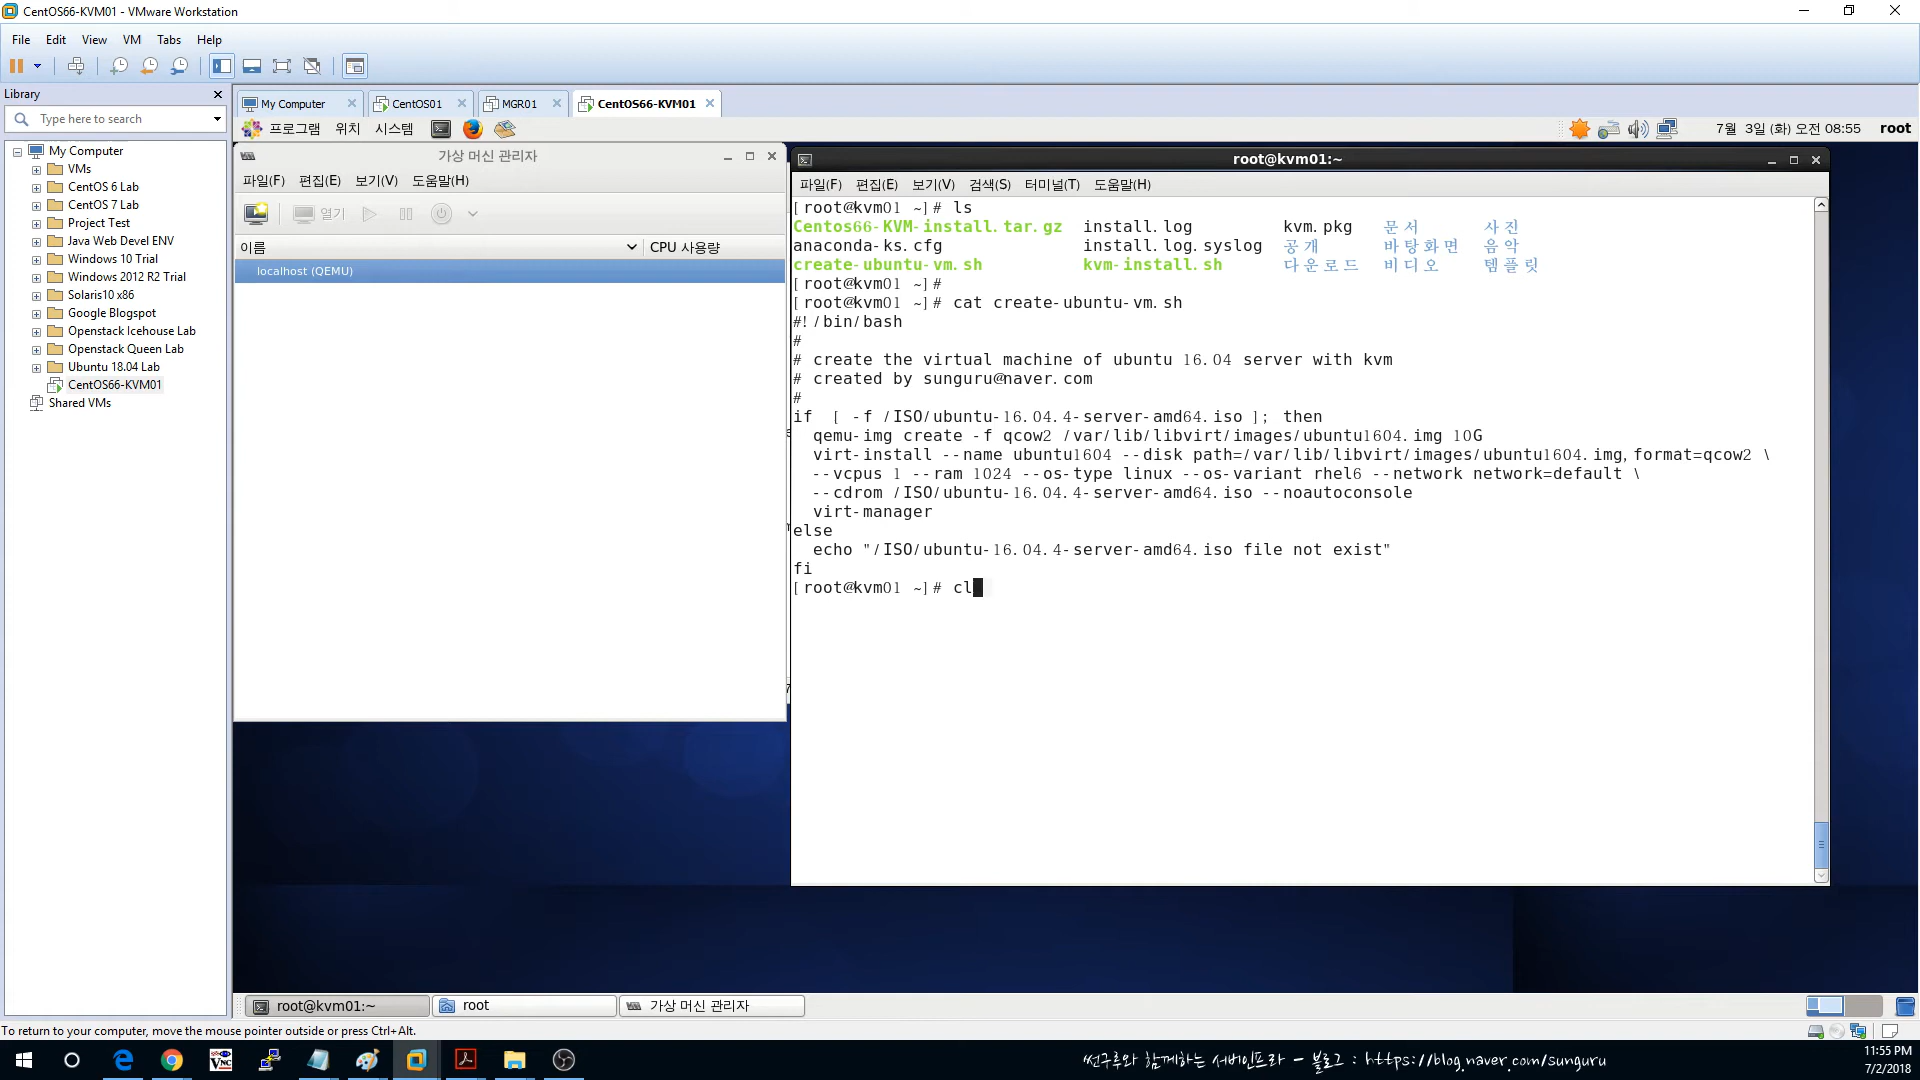 CentOS66-KVM01 - VMware Workstation
File Edit View VM Tabs Help
Library
Type here to search
My Computer
VMs
CentOS 6 Lab
CentOS 7 Lab
Project Test
Java Web Devel ENV
Windows 10 Trial
Windows 2012 R2 Trial
Solaris10 x86
Google Blogspot
Openstack Icehouse Lab
Openstack Queen Lab
Ubuntu 18.04 Lab
CentOS66-KVM01
Shared VMs
My Computer CentOS01 MGR01 CentOS66-KVM01
프로그램 위치 시스템 7월 3일 (화) 오전 08:55 root
가상 머신 관리자
파일(F) 편집(E) 보기(V) 도움말(H)
열기
이름 CPU 사용량
localhost (QEMU)
root@kvm01:~
파일(F) 편집(E) 보기(V) 검색(S) 터미널(T) 도움말(H)
[root@kvm01 ~]# ls
Centos66-KVM-install.tar.gz install.log kvm.pkg 문서 사진
anaconda-ks.cfg install.log.syslog 공개 바탕화면 음악
create-ubuntu-vm.sh kvm-install.sh 다운로드 비디오 템플릿
[root@kvm01 ~]#
[root@kvm01 ~]# cat create-ubuntu-vm.sh
#!/bin/bash
#
# create the virtual machine of ubuntu 16.04 server with kvm
# created by sunguru@naver.com
#
if [ -f /ISO/ubuntu-16.04.4-server-amd64.iso ]; then
qemu-img create -f qcow2 /var/lib/libvirt/images/ubuntu1604.img 10G
virt-install --name ubuntu1604 --disk path=/var/lib/libvirt/images/ubuntu1604.img,format=qcow2 \
--vcpus 1 --ram 1024 --os-type linux --os-variant rhel6 --network network=default \
--cdrom /ISO/ubuntu-16.04.4-server-amd64.iso --noautoconsole
virt-manager
else
echo "/ISO/ubuntu-16.04.4-server-amd64.iso file not exist"
fi
[root@kvm01 ~]# cl
root@kvm01:~ root 가상 머신 관리자
To return to your computer, move the mouse pointer outside or press Ctrl+Alt.
썬구루와 함께하는 서버인프라 - 블로그 : https://blog.naver.com/sunguru
11:55 PM
7/2/2018